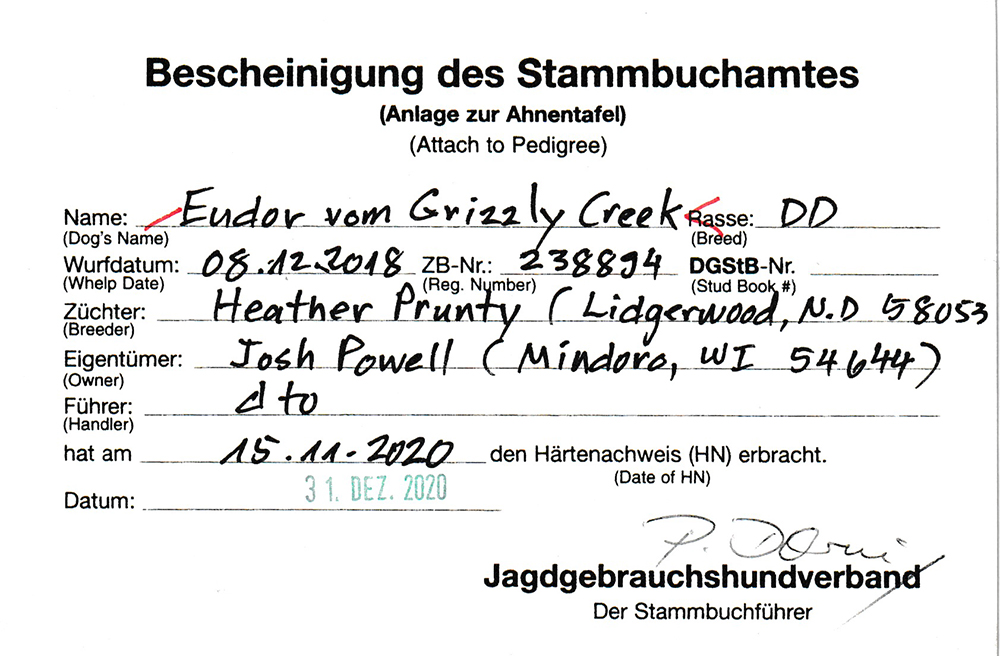 Bescheinigung des Stammbuchamtes
(Anlage zur Ahnentafel)
(Attach to Pedigree)
Name: Eudor vom Grizzly Creek Rasse: DD
(Dog's Name) (Breed)
Wurfdatum: 08.12.2018 ZB-Nr.: 238894 DGStB-Nr.
(Whelp Date) (Reg. Number) (Stud Book #)
Züchter: Heather Prunty (Lidgerwood, N.D 58053
(Breeder)
Eigentümer: Josh Powell (Mindoro, WI 54644)
(Owner)
Führer: dto
(Handler)
hat am 15.11.2020 den Härtenachweis (HN) erbracht.
(Date of HN)
Datum: 31. DEZ. 2020
Jagdgebrauchshundverband
Der Stammbuchführer